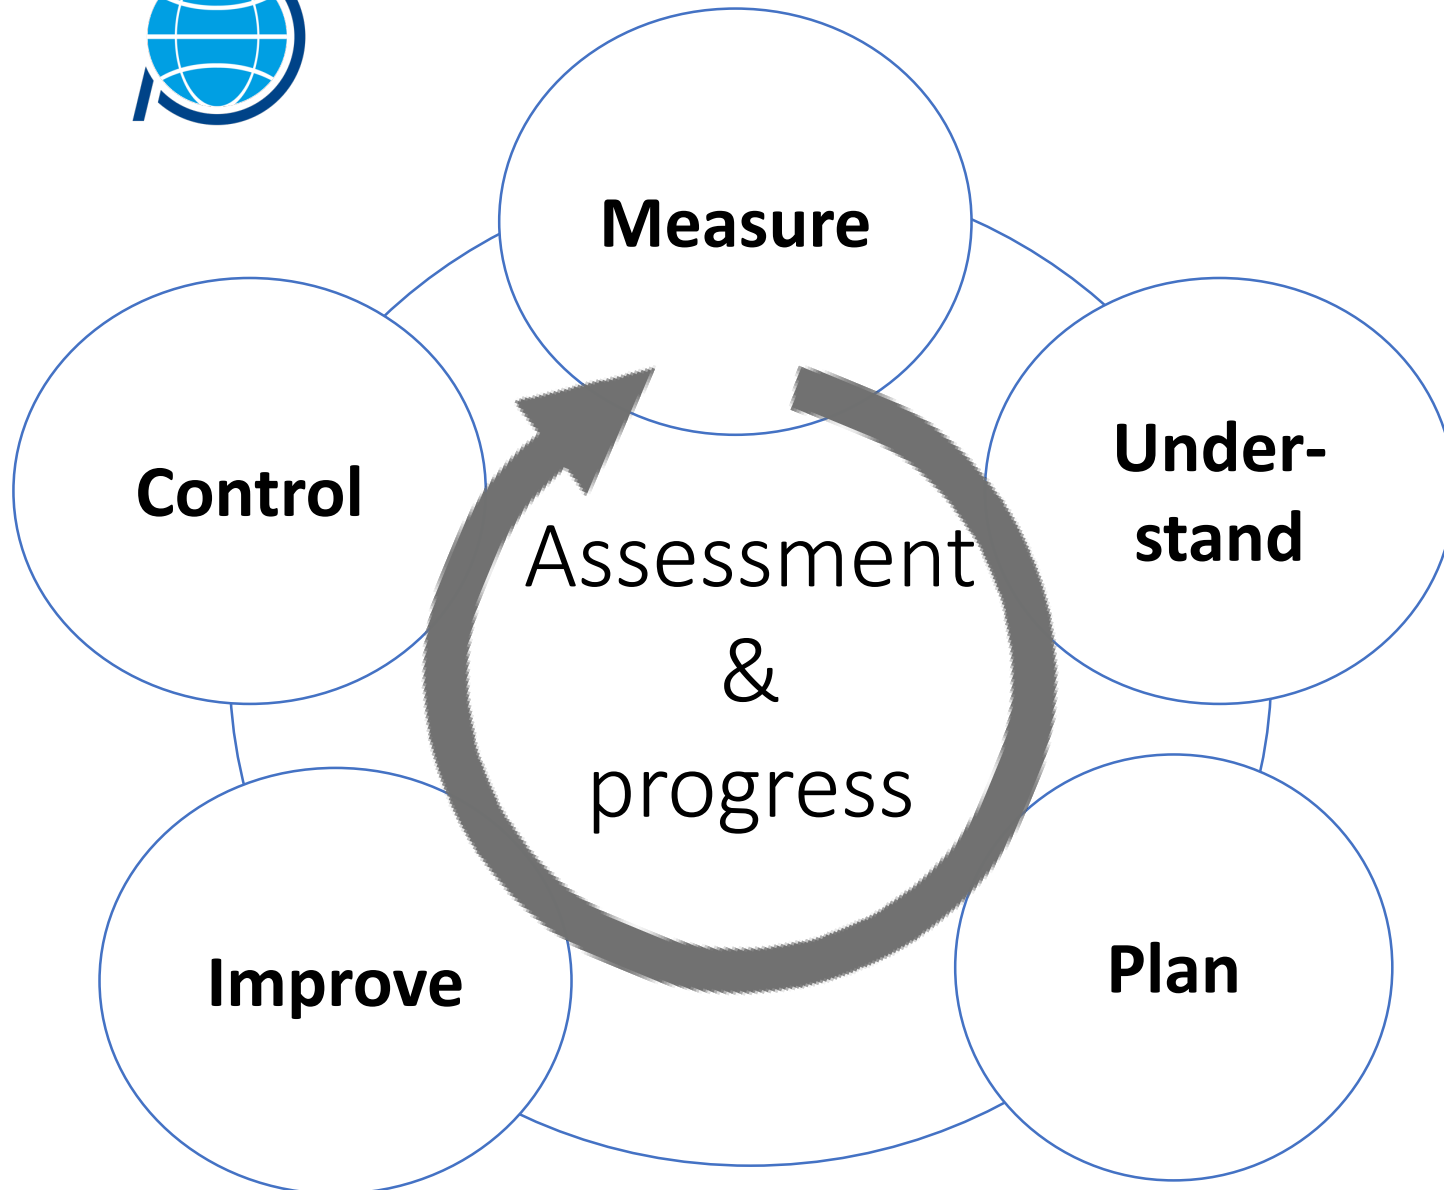 Measure
Under-
stand
Plan
Improve
Control
Assessment
&
progress